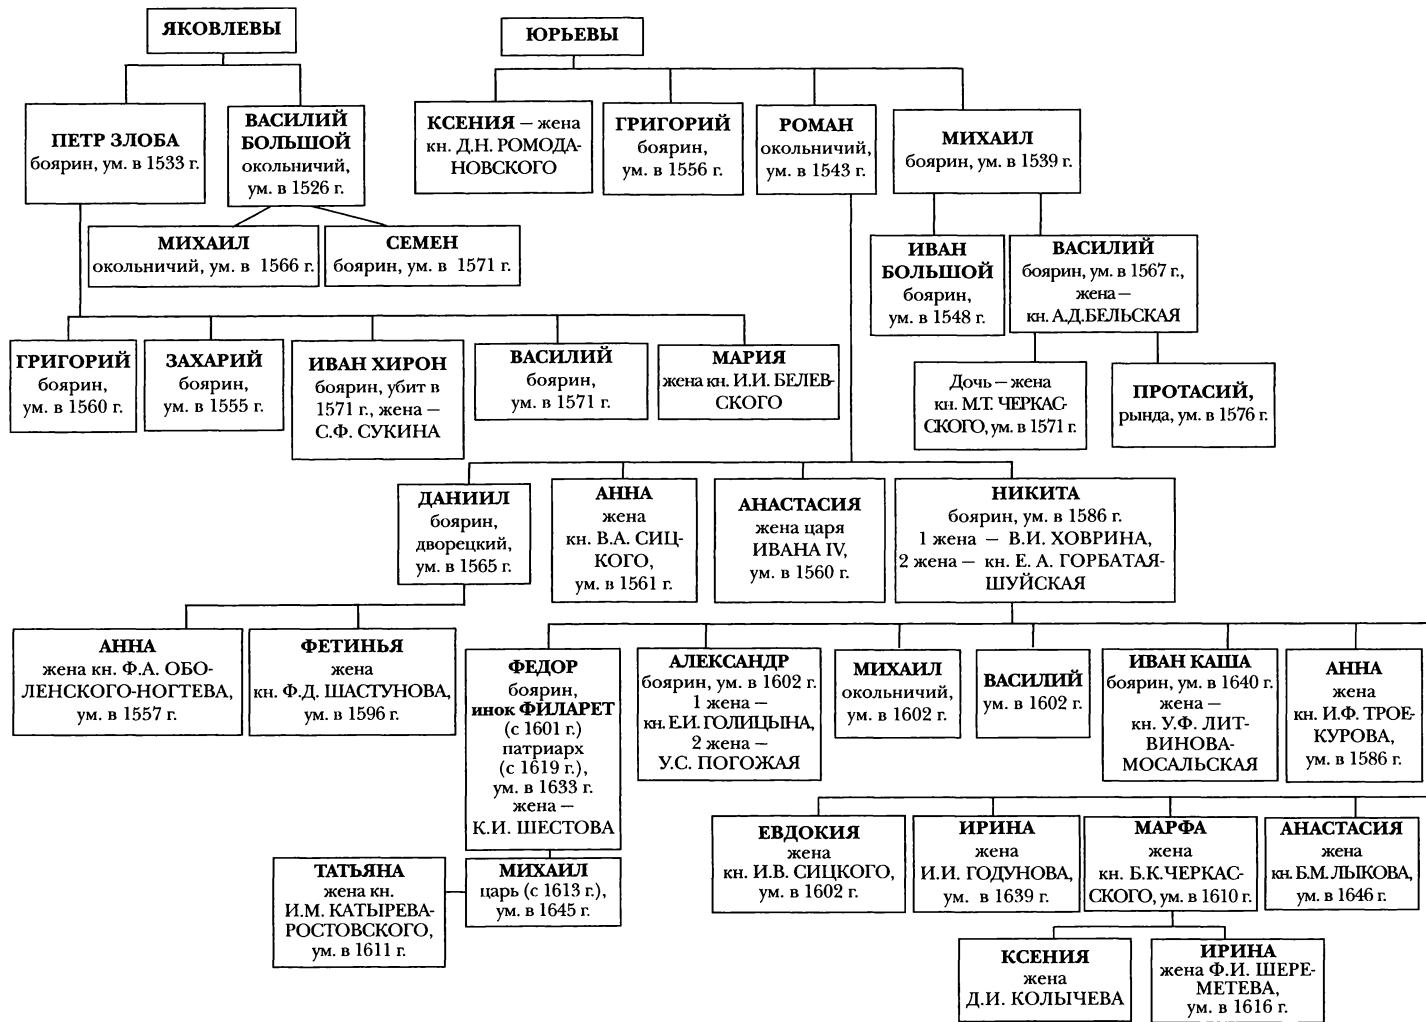 ЯКОВЛЕВЫ
ЮРЬЕВЫ
ПЕТР ЗЛОБА
боярин, ум. в 1533 г.
ВАСИЛИЙ
БОЛЬШОЙ
окольничий,
ум. в 1526 г.
КСЕНИЯ — жена
кн. Д.Н. РОМОДА-
НОВСКОГО
ГРИГОРИЙ
боярин,
ум. в 1556 г.
РОМАН
окольничий,
ум. в 1543 г.
МИХАИЛ
боярин, ум. в 1539 г.
МИХАИЛ
окольничий, ум. в 1566 г.
СЕМЕН
боярин, ум. в 1571 г.
ИВАН
БОЛЬШОЙ
боярин,
ум. в 1548 г.
ВАСИЛИЙ
боярин, ум. в 1567 г.,
жена —
кн. А.Д.БЕЛЬСКАЯ
ГРИГОРИЙ
боярин,
ум. в 1560 г.
ЗАХАРИЙ
боярин,
ум. в 1555 г.
ИВАН ХИРОН
боярин, убит в
1571 г., жена —
С.Ф. СУКИНА
ВАСИЛИЙ
боярин,
ум. в 1571 г.
МАРИЯ
жена кн. И.И. БЕЛЕВ-
СКОГО
Дочь — жена
кн. М.Т. ЧЕРКАС-
СКОГО, ум. в 1571 г.
ПРОТАСИЙ,
рында, ум. в 1576 г.
ДАНИИЛ
боярин,
дворецкий,
ум. в 1565 г.
АННА
жена
кн. В.А. СИЦ-
КОГО,
ум. в 1561 г.
АНАСТАСИЯ
жена царя
ИВАНА IV,
ум. в 1560 г.
НИКИТА
боярин, ум. в 1586 г.
1 жена — В.И. ХОВРИНА,
2 жена — кн. Е. А. ГОРБАТАЯ-
ШУЙСКАЯ
АННА
жена кн. Ф.А. ОБО-
ЛЕНСКОГО-НОГТЕВА,
ум. в 1557 г.
ФЕТИНЬЯ
жена
кн. Ф.Д. ШАСТУНОВА,
ум. в 1596 г.
ФЕДОР
боярин,
инок ФИЛАРЕТ
(с 1601 г.)
патриарх
(с 1619 г.),
ум. в 1633 г.
жена —
К.И. ШЕСТОВА
АЛЕКСАНДР
боярин, ум. в 1602 г.
1 жена —
кн. Е.И. ГОЛИЦЫНА,
2 жена —
У.С. ПОГОЖАЯ
МИХАИЛ
окольничий,
ум. в 1602 г.
ВАСИЛИЙ
ум. в 1602 г.
ИВАН КАША
боярин, ум. в 1640 г.
жена —
кн. У.Ф. ЛИТ-
ВИНОВА-
МОСАЛЬСКАЯ
АННА
жена
кн. И.Ф. ТРОЕ-
КУРОВА,
ум. в 1586 г.
ЕВДОКИЯ
жена
кн. И.В. СИЦКОГО,
ум. в 1602 г.
ИРИНА
жена
И.И. ГОДУНОВА,
ум. в 1639 г.
МАРФА
жена
кн. Б.К.ЧЕРКАС-
СКОГО, ум. в 1610 г.
АНАСТАСИЯ
жена
кн. Б.М. ЛЫКОВА,
ум. в 1646 г.
ТАТЬЯНА
жена кн.
И.М. КАТЫРЕВА-
РОСТОВСКОГО,
ум. в 1611 г.
МИХАИЛ
царь (с 1613 г.),
ум. в 1645 г.
КСЕНИЯ
жена
Д.И. КОЛЫЧЕВА
ИРИНА
жена Ф.И. ШЕРЕ-
МЕТЕВА,
ум. в 1616 г.